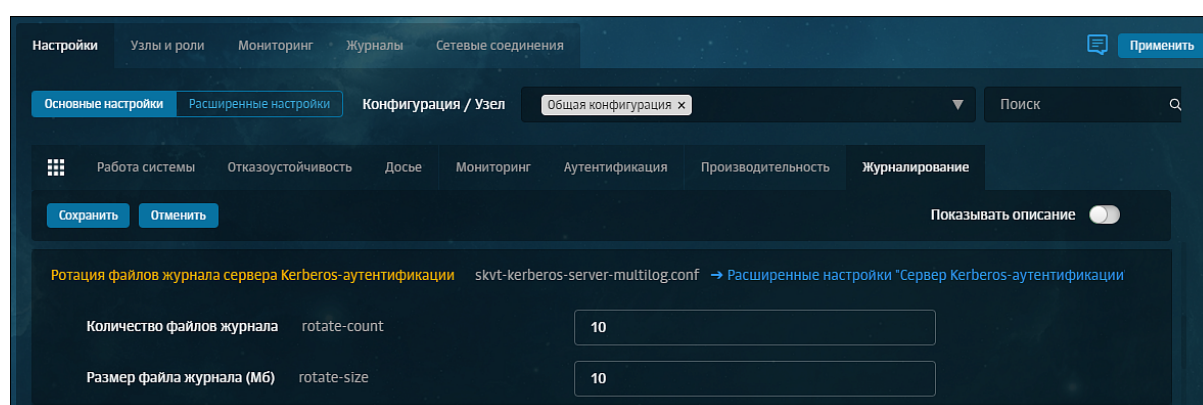 Настройки Узлы и роли Мониторинг Журналы Сетевые соединения Применить
Основные настройки Расширенные настройки Конфигурация / Узел Общая конфигурация × Поиск
Работа системы Отказоустойчивость Досье Мониторинг Аутентификация Производительность Журналирование
Сохранить Отменить Показывать описание
Ротация файлов журнала сервера Kerberos-аутентификации skvt-kerberos-server-multilog.conf → Расширенные настройки "Сервер Kerberos-аутентификации
Количество файлов журнала rotate-count 10
Размер файла журнала (Мб) rotate-size 10